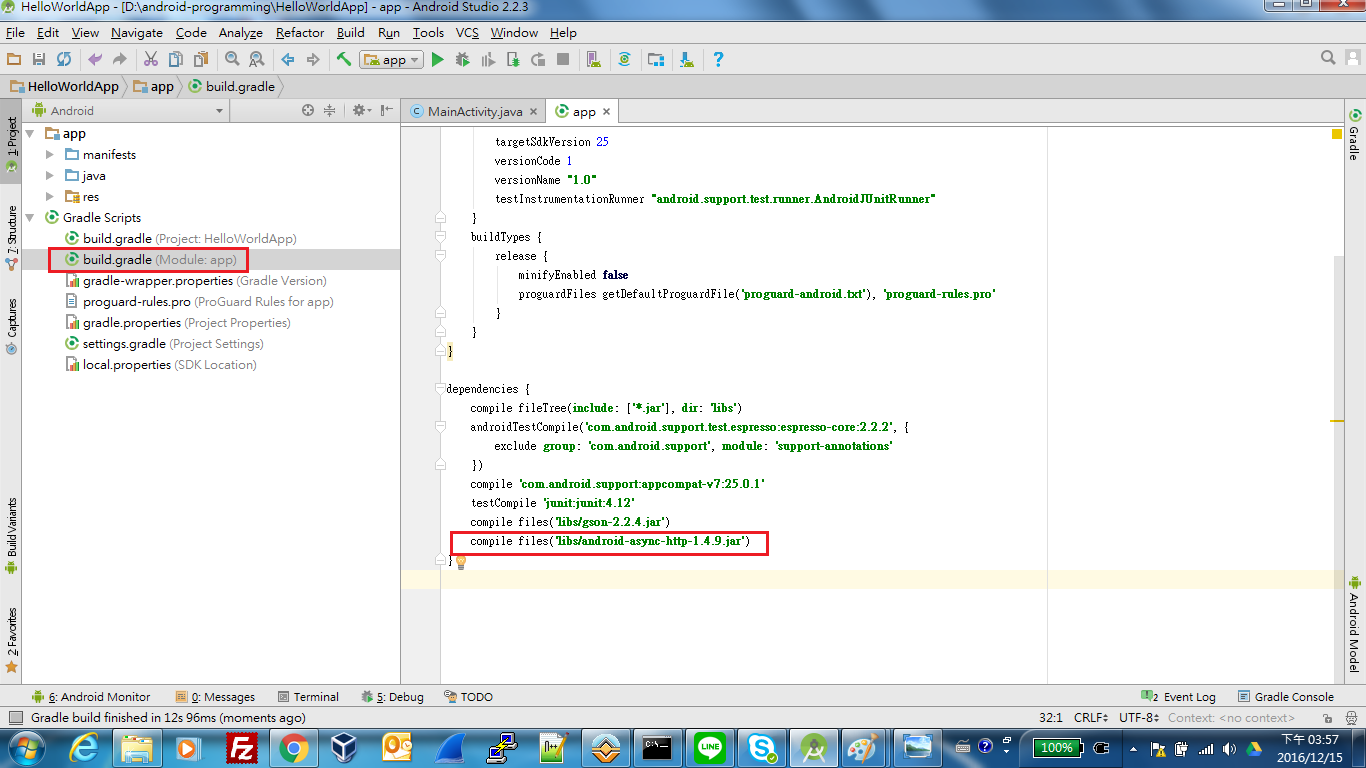 HelloWorldApp - [D:\android-programming\HelloWorldApp] - app - Android Studio 2.2.3
File Edit View Navigate Code Analyze Refactor Build Run Tools VCS Window Help
app
HelloWorldApp app build.gradle
Android
MainActivity.java app
1: Project
7: Structure
Captures
Build Variants
2: Favorites
app
manifests
java
res
Gradle Scripts
build.gradle (Project: HelloWorldApp)
build.gradle (Module: app)
gradle-wrapper.properties (Gradle Version)
proguard-rules.pro (ProGuard Rules for app)
gradle.properties (Project Properties)
settings.gradle (Project Settings)
local.properties (SDK Location)
targetSdkVersion 25
versionCode 1
versionName "1.0"
testInstrumentationRunner "android.support.test.runner.AndroidJUnitRunner"
}
buildTypes {
release {
minifyEnabled false
proguardFiles getDefaultProguardFile('proguard-android.txt'), 'proguard-rules.pro'
}
}
}
dependencies {
compile fileTree(include: ['*.jar'], dir: 'libs')
androidTestCompile('com.android.support.test.espresso:espresso-core:2.2.2', {
exclude group: 'com.android.support', module: 'support-annotations'
})
compile 'com.android.support:appcompat-v7:25.0.1'
testCompile 'junit:junit:4.12'
compile files('libs/gson-2.2.4.jar')
compile files('libs/android-async-http-1.4.9.jar')
}
Gradle
Android Model
6: Android Monitor 0: Messages Terminal 5: Debug TODO 2 Event Log Gradle Console
Gradle build finished in 12s 96ms (moments ago) 32:1 CRLF UTF-8 Context: <no context>
Fz C:\_ LINE 100% 下午 03:57
2016/12/15